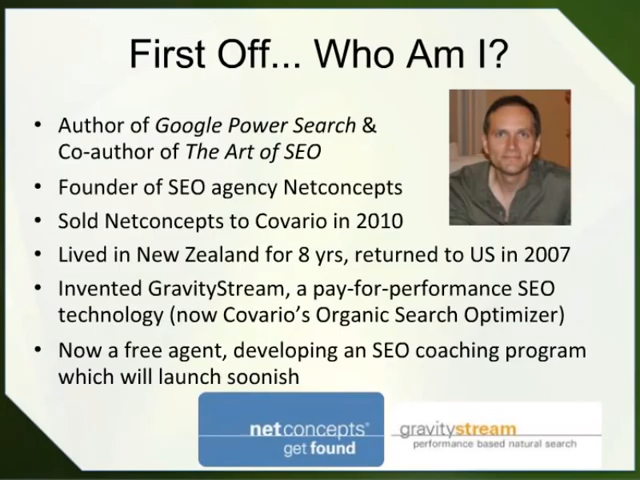 First Off... Who Am I?
• Author of Google Power Search &
Co-author of The Art of SEO
• Founder of SEO agency Netconcepts
• Sold Netconcepts to Covario in 2010
• Lived in New Zealand for 8 yrs, returned to US in 2007
• Invented GravityStream, a pay-for-performance SEO
technology (now Covario’s Organic Search Optimizer)
• Now a free agent, developing an SEO coaching program
which will launch soonish
netconcepts®
get found
gravitystream
performance based natural search